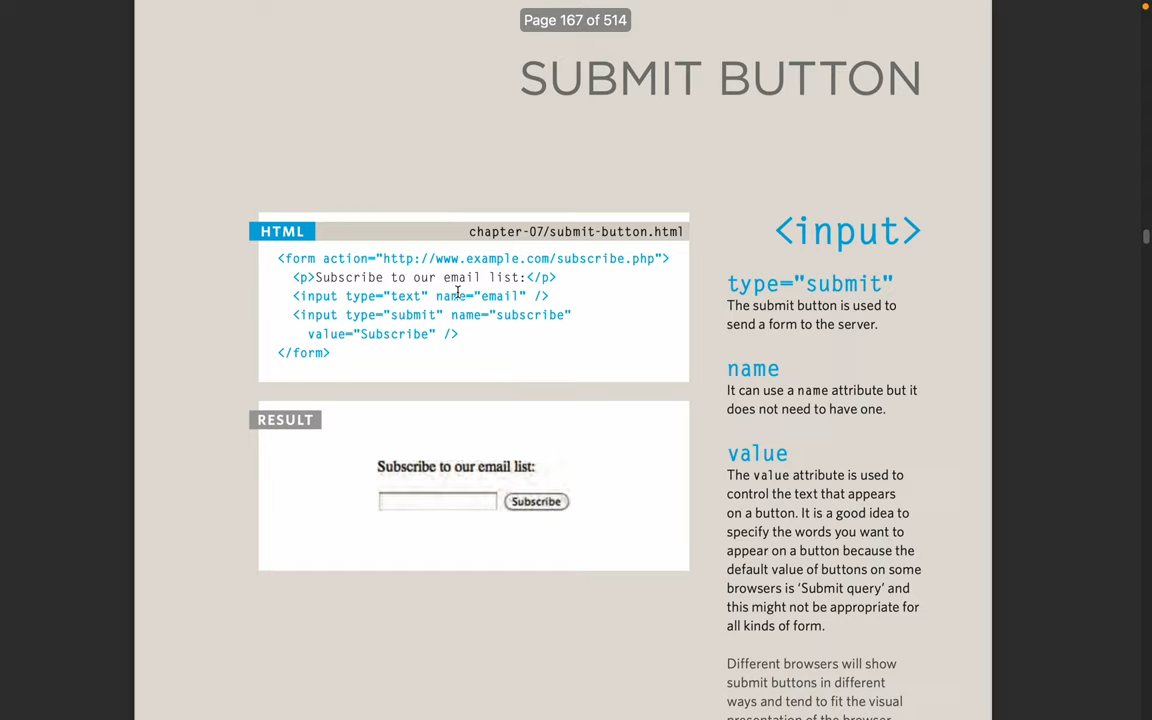 Page 167 of 514
SUBMIT BUTTON
HTML
chapter-07/submit-button.html
<form action="http://www.example.com/subscribe.php">
<p>Subscribe to our email list:</p>
<input type="text" name="email" />
<input type="submit" name="subscribe"
value="Subscribe" />
</form>
RESULT
Subscribe to our email list:
Subscribe
<input>
type="submit"
The submit button is used to
send a form to the server.
name
It can use a name attribute but it
does not need to have one.
value
The value attribute is used to
control the text that appears
on a button. It is a good idea to
specify the words you want to
appear on a button because the
default value of buttons on some
browsers is ‘Submit query’ and
this might not be appropriate for
all kinds of form.
Different browsers will show
submit buttons in different
ways and tend to fit the visual
presentation of the browser.